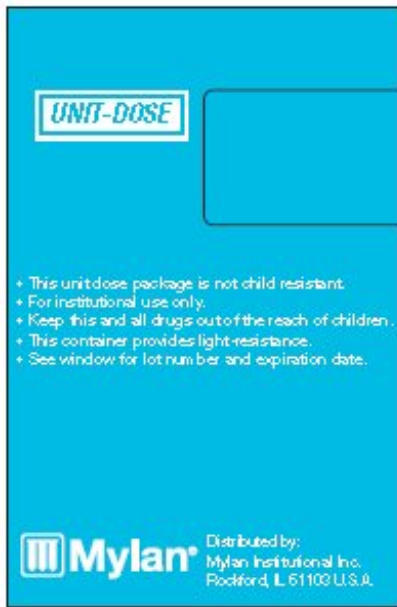 UNIT-DOSE
+ This unit dose package is not child resistant.
+ For institutional use only.
+ Keep this and all drugs out of the reach of children.
+ This container provides light-resistance.
+ See window for lot number and expiration date.
Mylan®
Distributed by:
Mylan Institutional Inc.
Rockford, IL 61103 U.S.A.